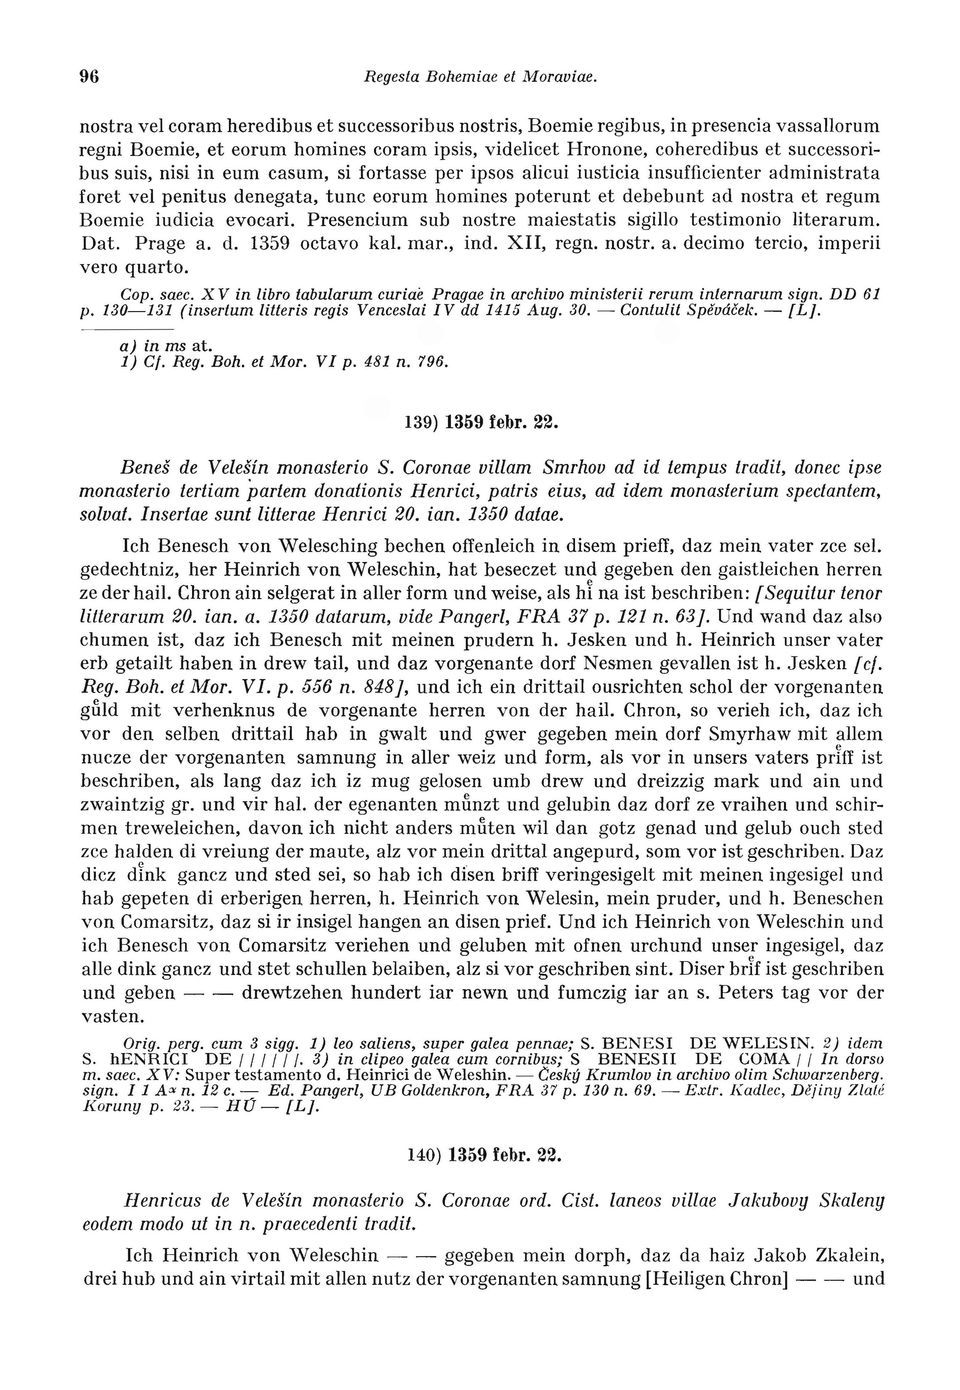 96 Regesta Bohemiae et Moraviae.
nostra vel coram heredibus et successoribus nostris, Boemie regibus, in presencia vassallorum
regni Boemie, et eorum homines coram ipsis, videlicet Hronone, coheredibus et successori-
bus suis, nisi in eum casum, si fortasse per ipsos alicui iusticia insufficienter administrata
foret vel penitus denegata, tunc eorum homines poterunt et debebunt ad nostra et regum
Boemie iudicia evocari. Presencium sub nostre maiestatis sigillo testimonio literarum.
Dat. Prage a. d. 1359 octavo kal. mar., ind. XII, regn. nostr. a. decimo tercio, imperii
vero quarto.
Cop. saec. XV in libro tabularum curiae Pragae in archivo ministerii rerum internarum sign. DD 61
p. 130—131 (insertum litteris regis Venceslai IV dd 1415 Aug. 30. — Contulit Spěváček. — [L].
a) in ms at.
1) Cf. Reg. Boh. et Mor. VI p. 481 n. 796.
139) 1359 febr. 22.
Beneš de Velešín monasterio S. Coronae villam Smrhov ad id tempus tradit, donec ipse
monasterio tertiam partem donationis Henrici, patris eius, ad idem monasterium spectantem,
solvat. Insertae sunt litterae Henrici 20. ian. 1350 datae.
Ich Benesch von Welesching bechen offenleich in disem prieff, daz mein vater zce sel.
gedechtniz, her Heinrich von Weleschin, hat beseczet und gegeben den gaistleichen herren
ze der hail. Chron ain selgerat in aller form und weise, als hiͤ na ist beschriben: [Sequitur tenor
litterarum 20. ian. a. 1350 datarum, vide Pangerl, FRA 37 p. 121 n. 63]. Und wand daz also
chumen ist, daz ich Benesch mit meinen prudern h. Jesken und h. Heinrich unser vater
erb getailt haben in drew tail, und daz vorgenante dorf Nesmen gevallen ist h. Jesken [cf.
Reg. Boh. et Mor. VI. p. 556 n. 848], und ich ein drittail ousrichten schol der vorgenanten
guͤld mit verhenknus de vorgenante herren von der hail. Chron, so verieh ich, daz ich
vor den selben drittail hab in gwalt und gwer gegeben mein dorf Smyrhaw mit allem
nucze der vorgenanten samnung in aller weiz und form, als vor in unsers vaters priͤff ist
beschriben, als lang daz ich iz mug gelosen umb drew und dreizzig mark und ain und
zwaintzig gr. und vir hal. der egenanten muͤnzt und gelubin daz dorf ze vraihen und schir-
men treweleichen, davon ich nicht anders muͤten wil dan gotz genad und gelub ouch sted
zce halden di vreiung der maute, alz vor mein drittal angepurd, som vor ist geschriben. Daz
dicz diͤnk gancz und sted sei, so hab ich disen briff veringesigelt mit meinen ingesigel und
hab gepeten di erberigen herren, h. Heinrich von Welesin, mein pruder, und h. Beneschen
von Comarsitz, daz si ir insigel hangen an disen prief. Und ich Heinrich von Weleschin und
ich Benesch von Comarsitz veriehen und geluben mit ofnen urchund unser ingesigel, daz
alle dink gancz und stet schullen belaiben, alz si vor geschriben sint. Diser briͤf ist geschriben
und geben — — drewtzehen hundert iar newn und fumczig iar an s. Peters tag vor der
vasten.
Orig. perg. cum 3 sigg. 1) leo saliens, super galea pennae; S. BENESI DE WELESIN. 2) idem
S. hENRICI DE //////. 3) in clipeo galea cum cornibus; S BENESII DE COMA // In dorso
m. saec. XV: Super testamento d. Heinrici de Weleshin. — Český Krumlov in archivo olim Schwarzenberg.
sign. I 1 Aᵡ n. 12 c. — Ed. Pangerl, UB Goldenkron, FRA 37 p. 130 n. 69. — Extr. Kadlec, Dějiny Zlaté
Koruny p. 23. — HÚ — [L].
140) 1359 febr. 22.
Henricus de Velešín monasterio S. Coronae ord. Cist. laneos villae Jakubovy Skaleny
eodem modo ut in n. praecedenti tradit.
Ich Heinrich von Weleschin — — gegeben mein dorph, daz da haiz Jakob Zkalein,
drei hub und ain virtail mit allen nutz der vorgenanten samnung [Heiligen Chron] — — und